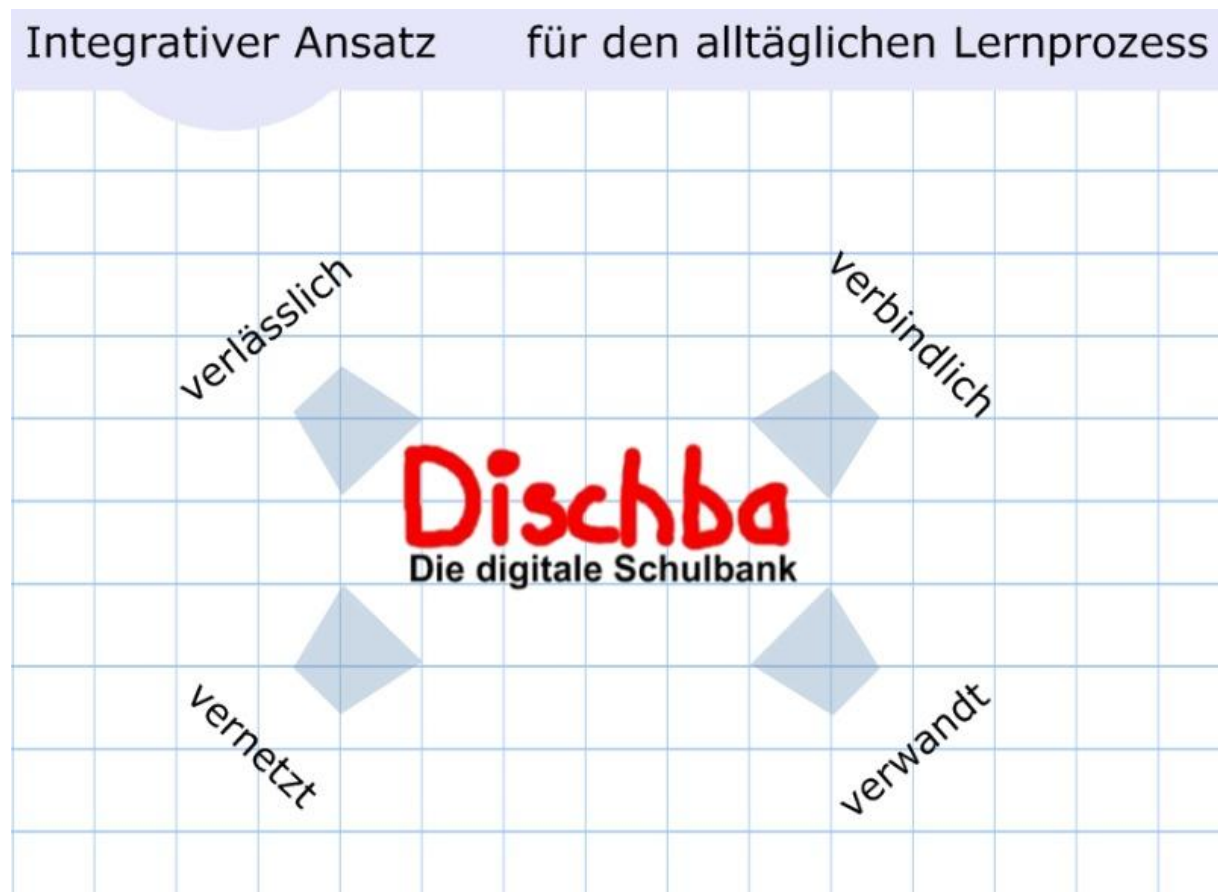 Integrativer Ansatz für den alltäglichen Lernprozess
verlässlich
verbindlich
Dischba
Die digitale Schulbank
vernetzt
verwandt